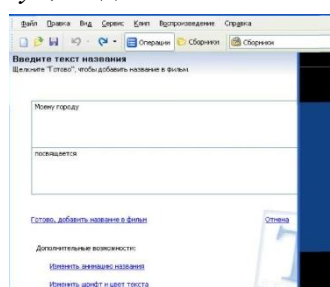 Файл Правка Вид Сервис Клип Воспроизведение Справка
Операции Сборники Сборники
Введите текст названия
Щелкните "Готово", чтобы добавить название в фильм
Моему городу
посвящается
Готово, добавить название в фильм Отмена
Дополнительные возможности:
Изменить анимацию названия
Изменить шрифт и цвет текста